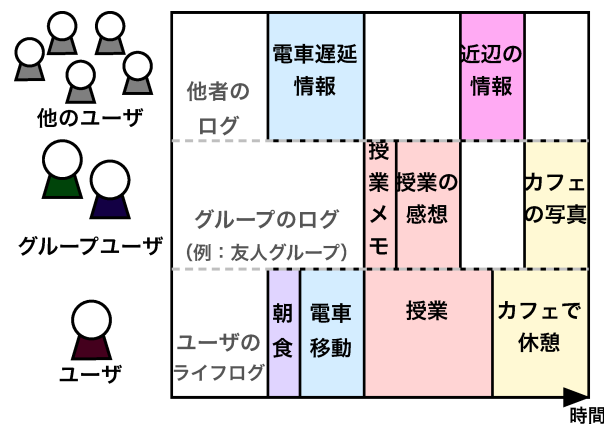 他のユーザ
グループユーザ
ユーザ
他者の
ログ
電車遅延
情報
近辺の
情報
グループのログ
（例：友人グループ）
授
業
メ
モ
授業の
感想
カフェ
の写真
ユーザの
ライフログ
朝
食
電車
移動
授業
カフェで
休憩
時間